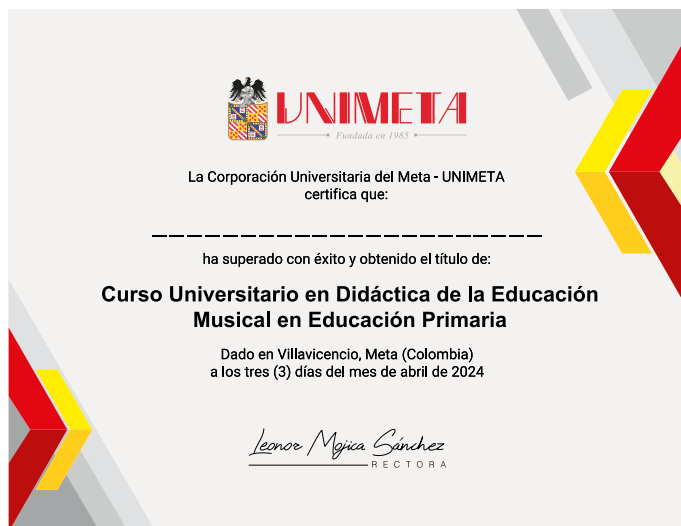 UNIMETA
Fundada en 1985
La Corporación Universitaria del Meta - UNIMETA
certifica que:
ha superado con éxito y obtenido el título de:
Curso Universitario en Didáctica de la Educación
Musical en Educación Primaria
Dado en Villavicencio, Meta (Colombia)
a los tres (3) días del mes de abril de 2024
Leonor Mojica Sánchez
RECTORA